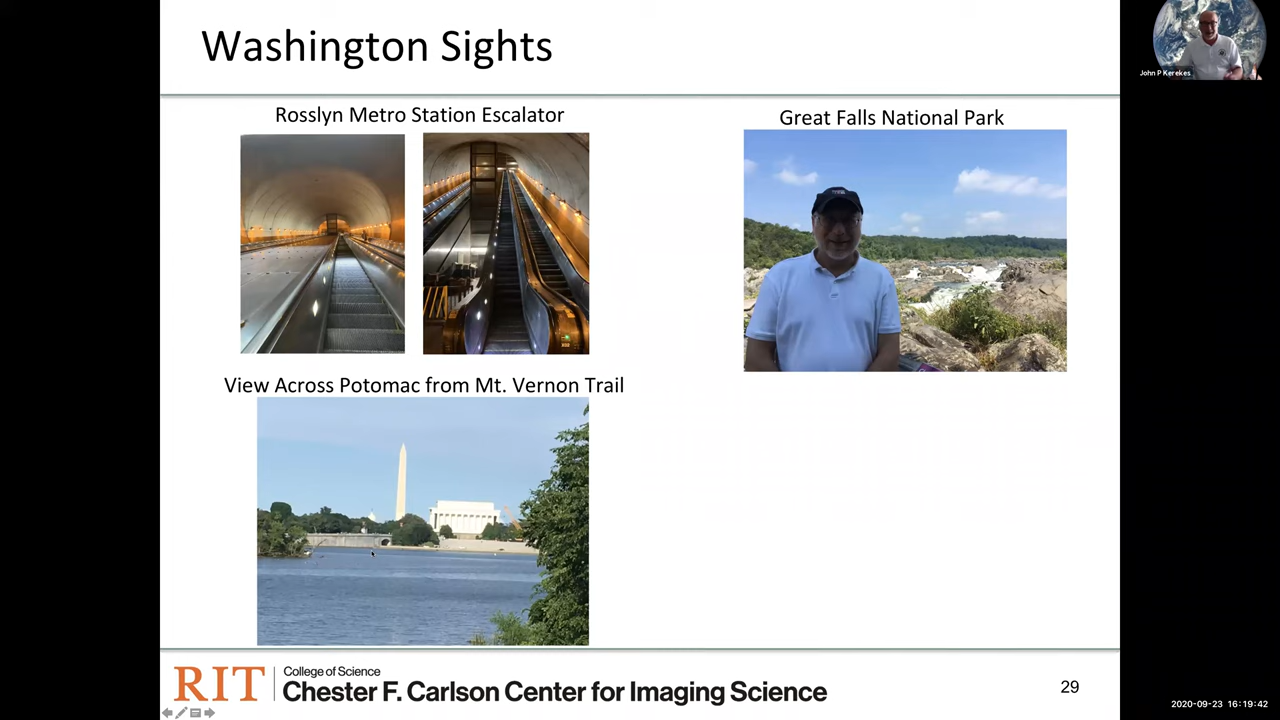 Washington Sights
John P Kerekes
Rosslyn Metro Station Escalator
Great Falls National Park
View Across Potomac from Mt. Vernon Trail
RIT
College of Science
Chester F. Carlson Center for Imaging Science
29
2020-09-23 16:19:42